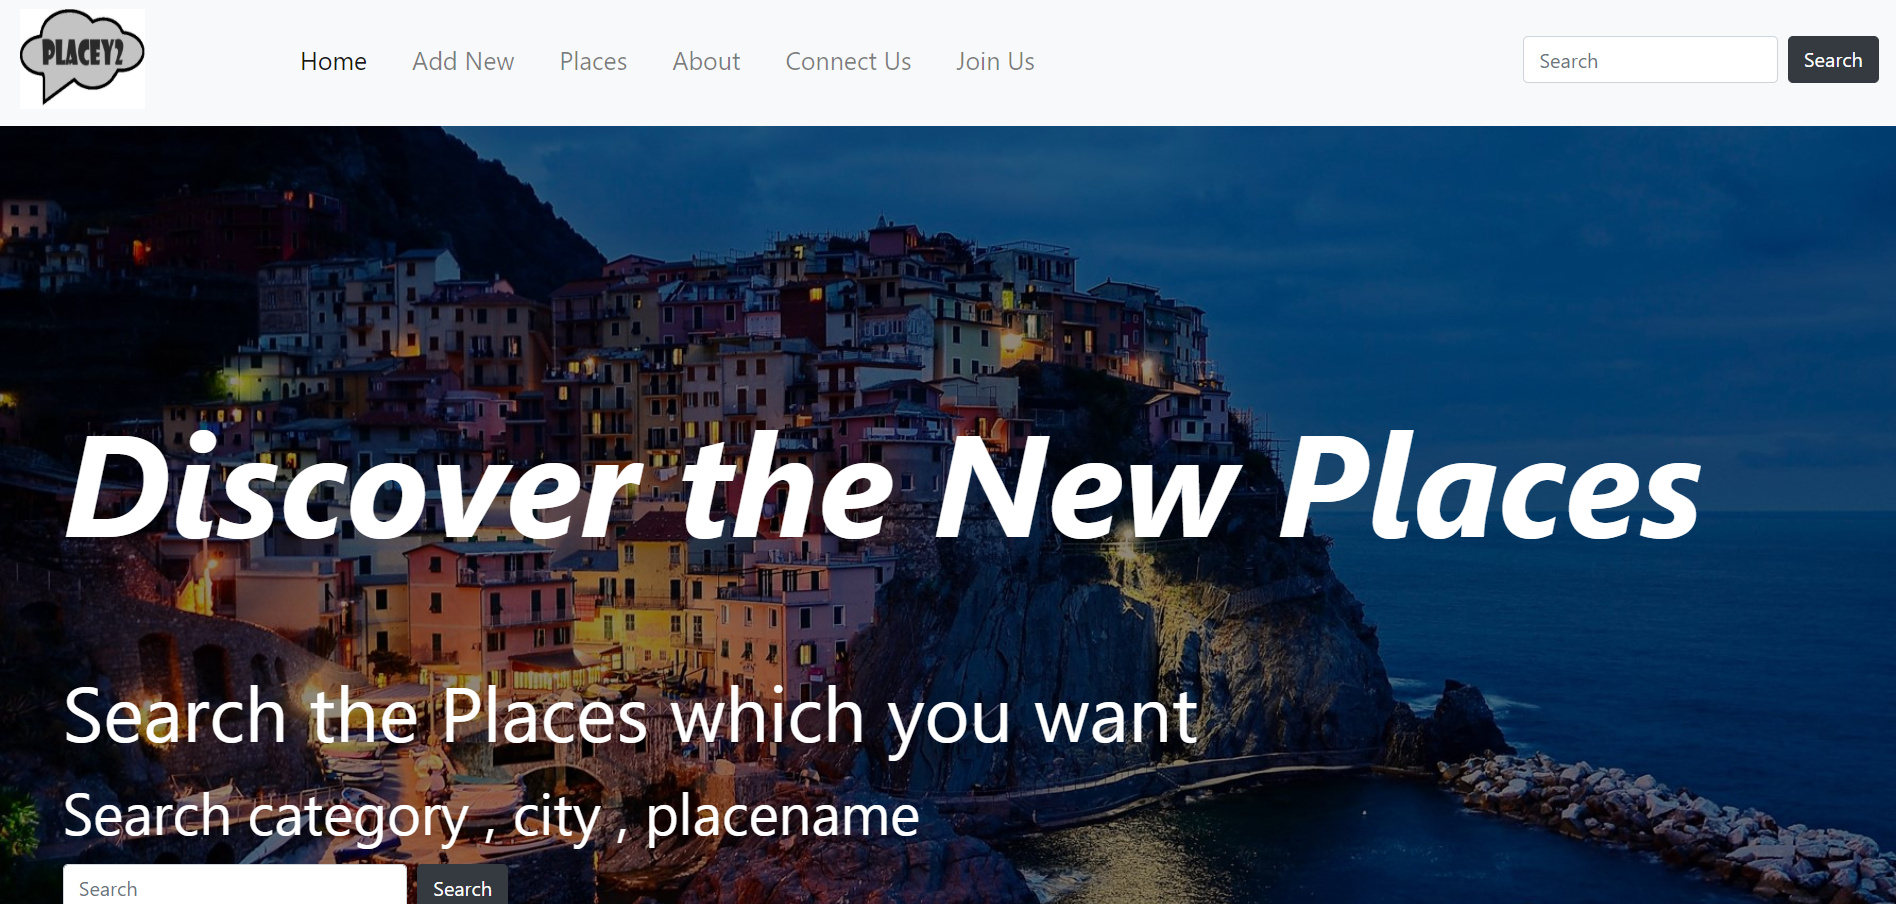 PLACEY2
Home Add New Places About Connect Us Join Us Search Search
Discover the New Places
Search the Places which you want
Search category , city , placename
Search Search